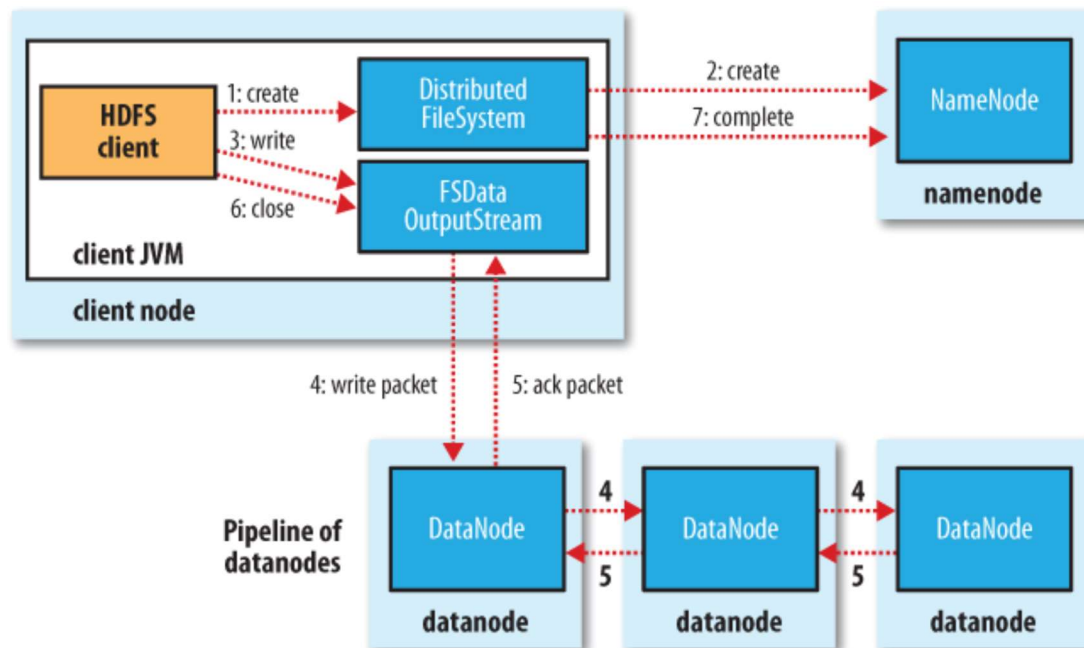 1: create
HDFS
client
3: write
6: close
Distributed
FileSystem
FSData
OutputStream
client JVM
client node
2: create
7: complete
NameNode
namenode
4: write packet
5: ack packet
Pipeline of
datanodes
DataNode
4
5
DataNode
4
5
DataNode
datanode
datanode
datanode